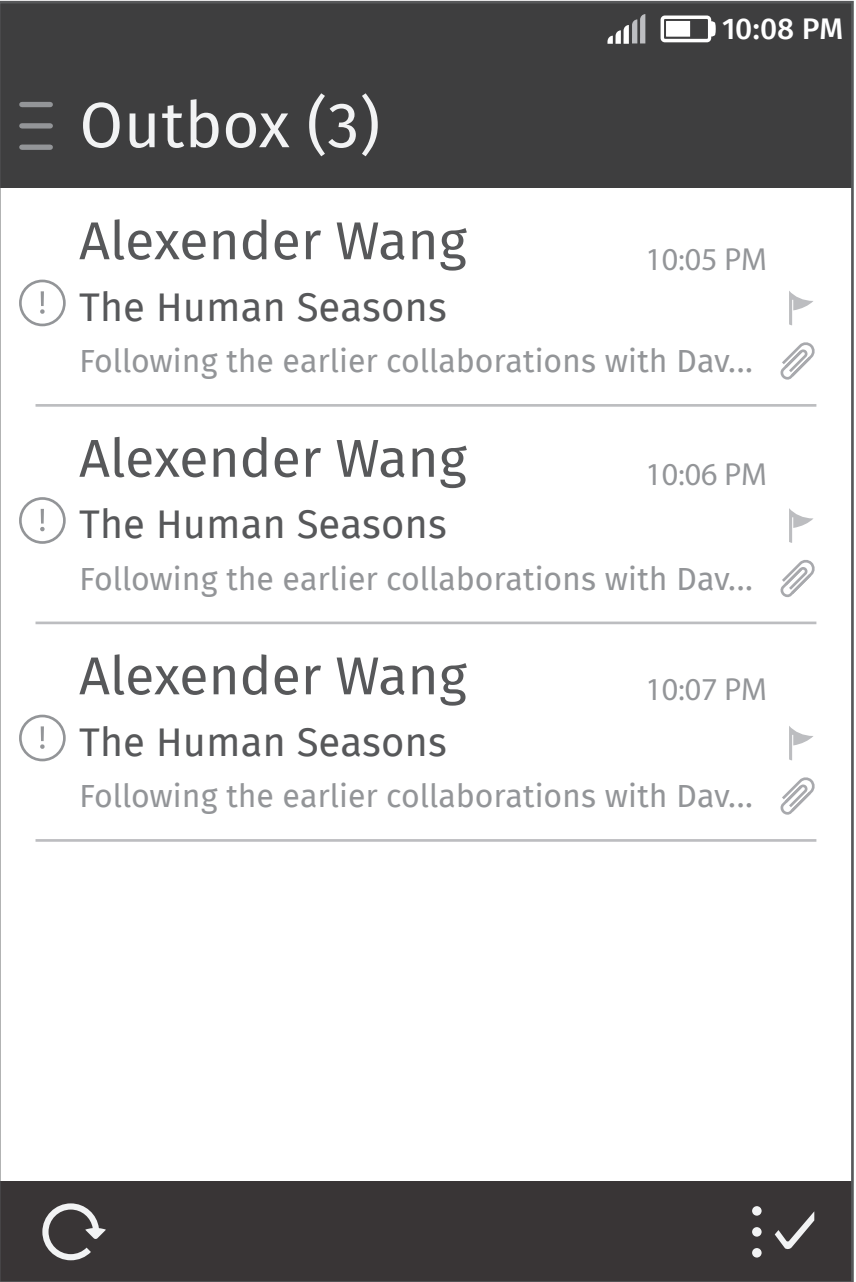 10:08 PM
Outbox (3)
Alexender Wang
10:05 PM
! The Human Seasons
Following the earlier collaborations with Dav...
Alexender Wang
10:06 PM
! The Human Seasons
Following the earlier collaborations with Dav...
Alexender Wang
10:07 PM
! The Human Seasons
Following the earlier collaborations with Dav...